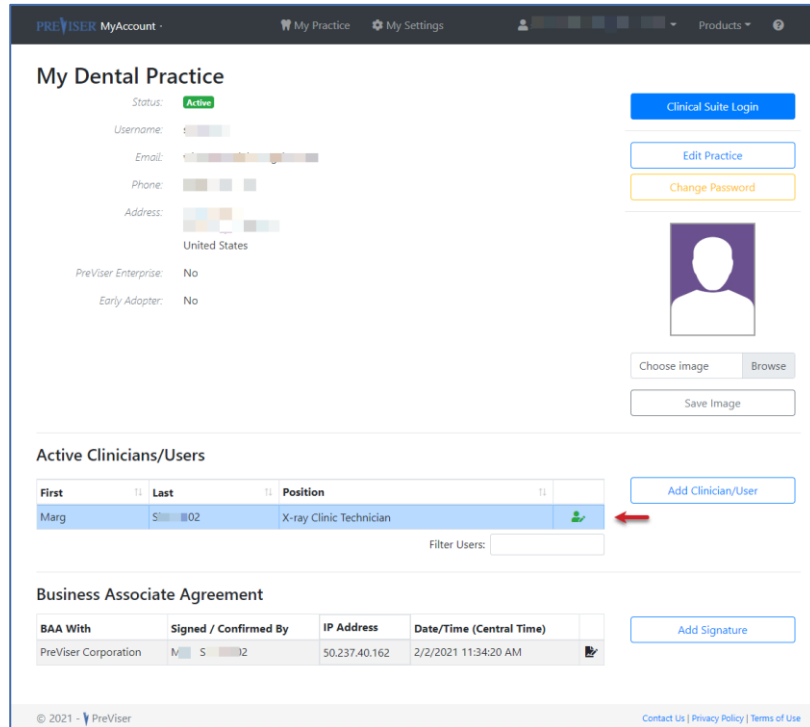 PREVISER MyAccount · My Practice My Settings Products
My Dental Practice
Status: Active
Clinical Suite Login
Username:
Email:
Edit Practice
Phone:
Change Password
Address:
United States
PreViser Enterprise: No
Early Adopter: No
Choose image Browse
Save Image
Active Clinicians/Users
First Last Position
Add Clinician/User
Marg 02 X-ray Clinic Technician
Filter Users:
Business Associate Agreement
BAA With Signed / Confirmed By IP Address Date/Time (Central Time)
Add Signature
PreViser Corporation 50.237.40.162 2/2/2021 11:34:20 AM
© 2021 - PreViser Contact Us | Privacy Policy | Terms of Use